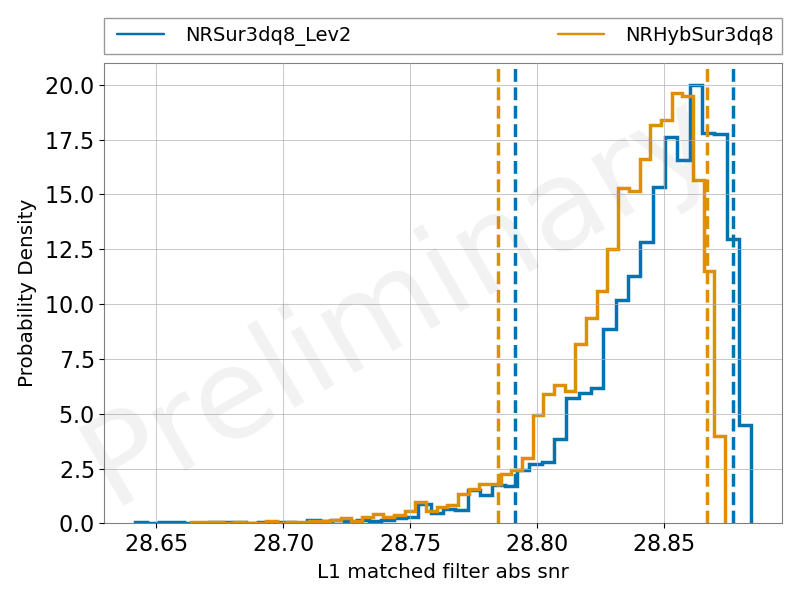 NRSur3dq8_Lev2 NRHybSur3dq8
20.0
17.5
15.0
12.5
10.0
7.5
5.0
2.5
0.0
Probability Density
Preliminary
28.65 28.70 28.75 28.80 28.85
L1 matched filter abs snr